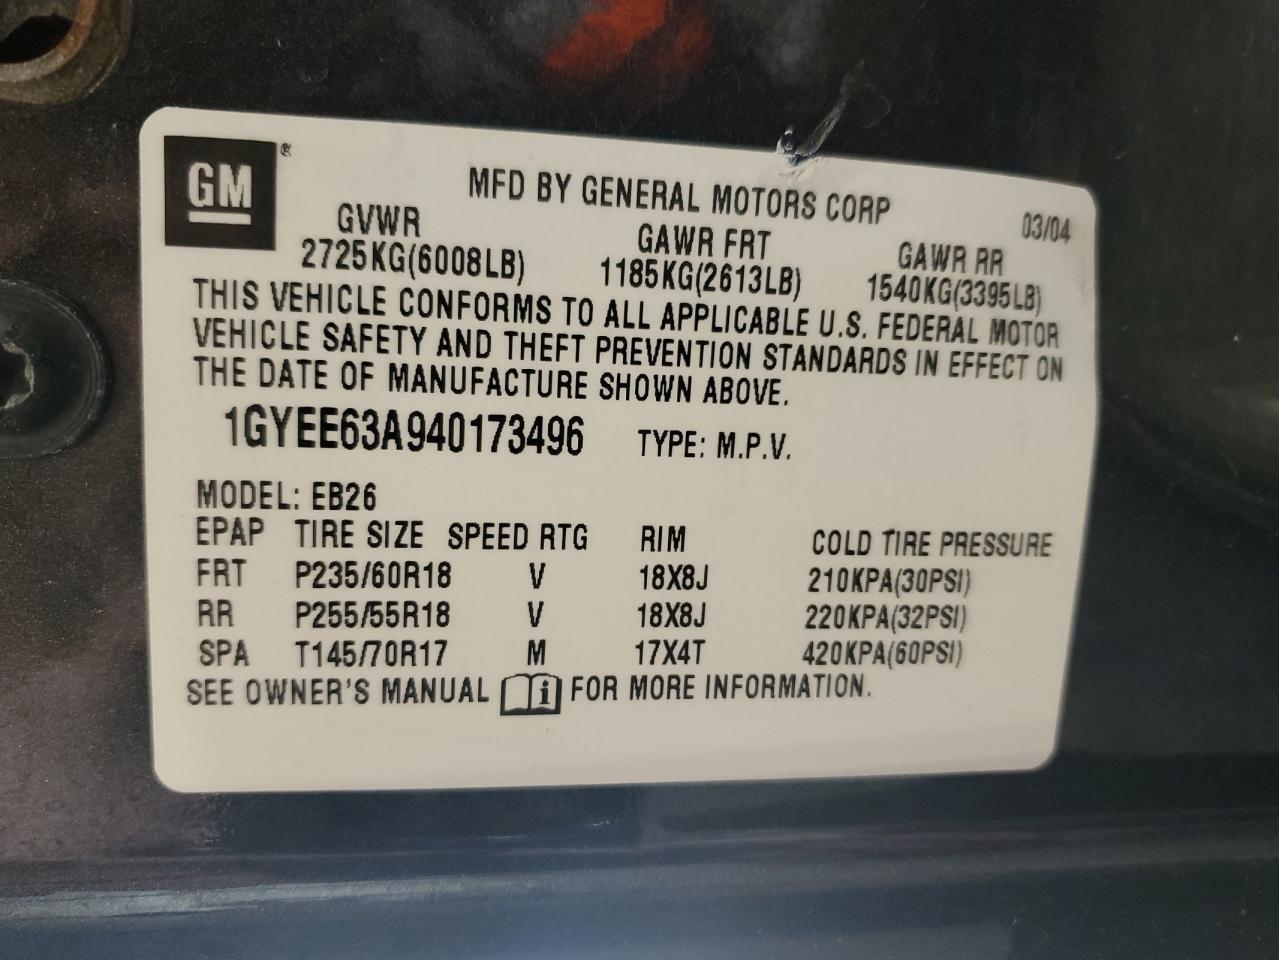 GM®
MFD BY GENERAL MOTORS CORP
03/04
GVWR GAWR FRT GAWR RR
2725KG(6008LB) 1185KG(2613LB) 1540KG(3395LB)
THIS VEHICLE CONFORMS TO ALL APPLICABLE U.S. FEDERAL MOTOR
VEHICLE SAFETY AND THEFT PREVENTION STANDARDS IN EFFECT ON
THE DATE OF MANUFACTURE SHOWN ABOVE.
1GYEE63A940173496 TYPE: M.P.V.
MODEL: EB26
EPAP TIRE SIZE SPEED RTG RIM COLD TIRE PRESSURE
FRT P235/60R18 V 18X8J 210KPA(30PSI)
RR P255/55R18 V 18X8J 220KPA(32PSI)
SPA T145/70R17 M 17X4T 420KPA(60PSI)
SEE OWNER'S MANUAL i FOR MORE INFORMATION.